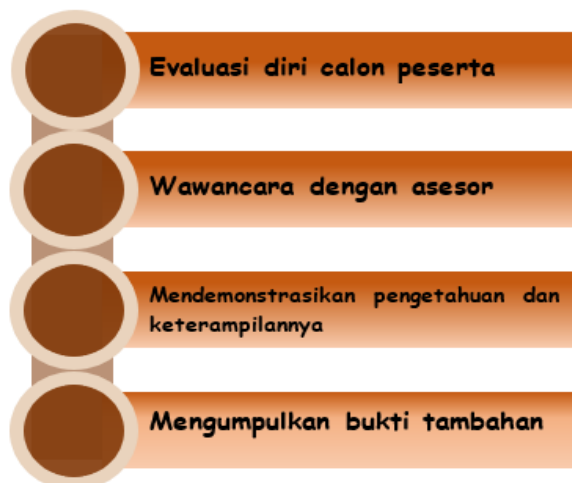 Evaluasi diri calon peserta
Wawancara dengan asesor
Mendemonstrasikan pengetahuan dan
keterampilannya
Mengumpulkan bukti tambahan